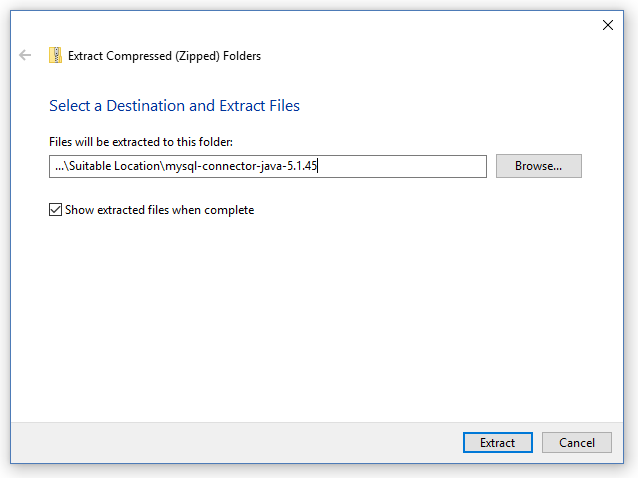 Extract Compressed (Zipped) Folders
Select a Destination and Extract Files
Files will be extracted to this folder:
...\Suitable Location\mysql-connector-java-5.1.45
Browse...
Show extracted files when complete
Extract
Cancel